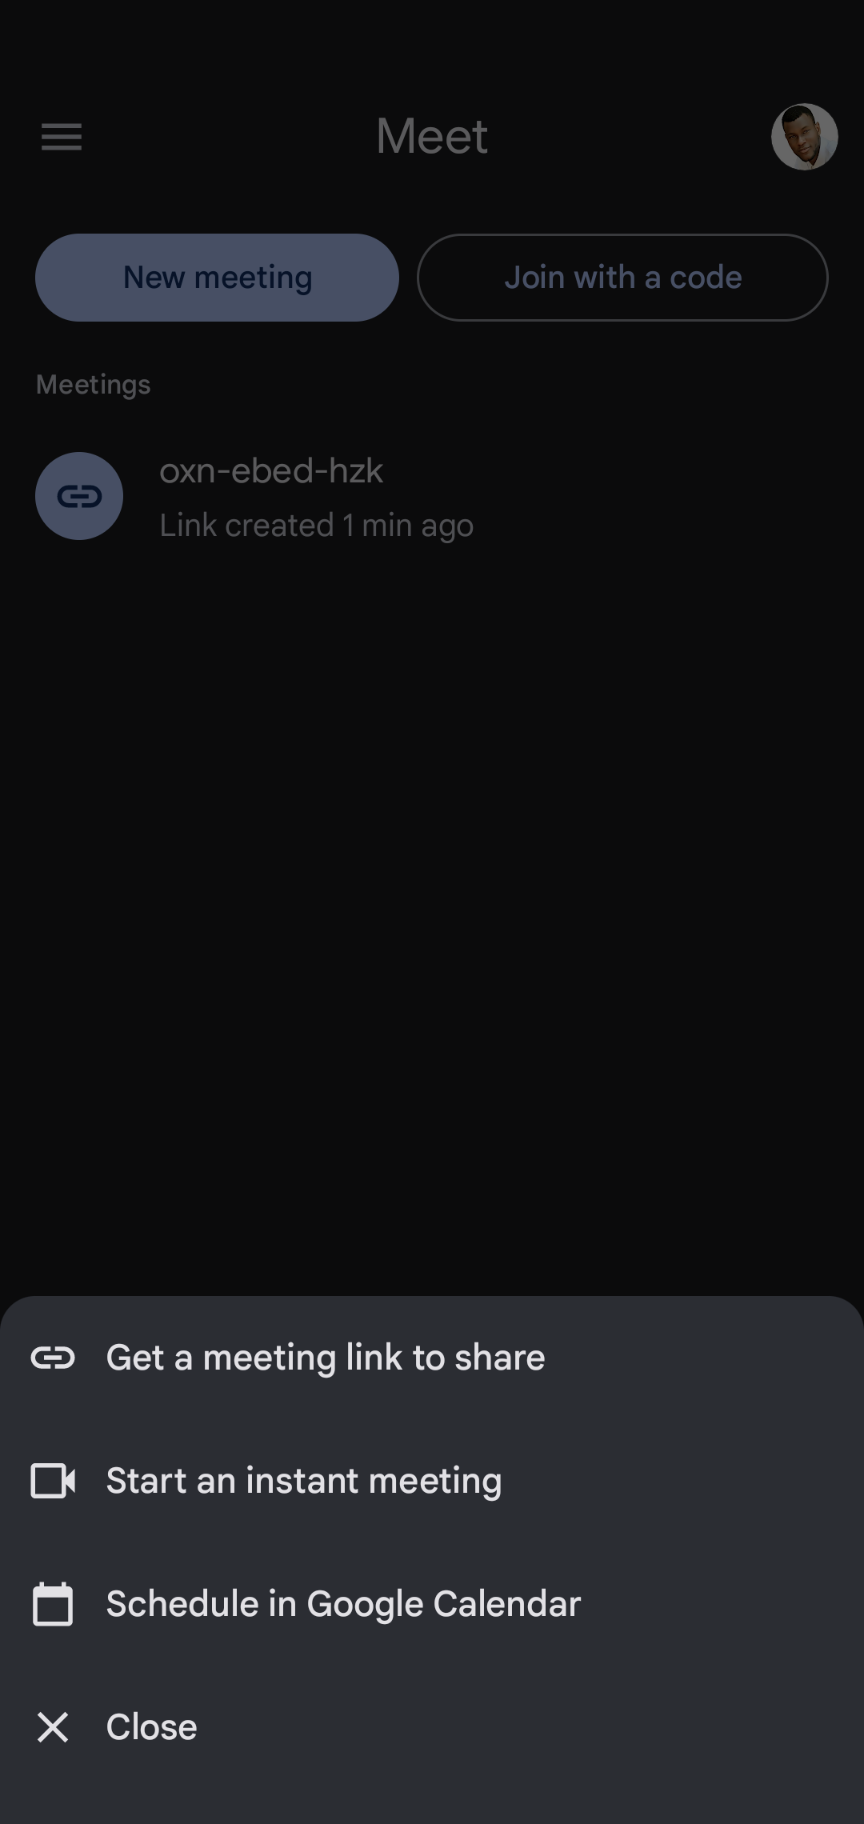 Meet
New meeting
Join with a code
Meetings
oxn-ebed-hzk
Link created 1 min ago
Get a meeting link to share
Start an instant meeting
Schedule in Google Calendar
Close